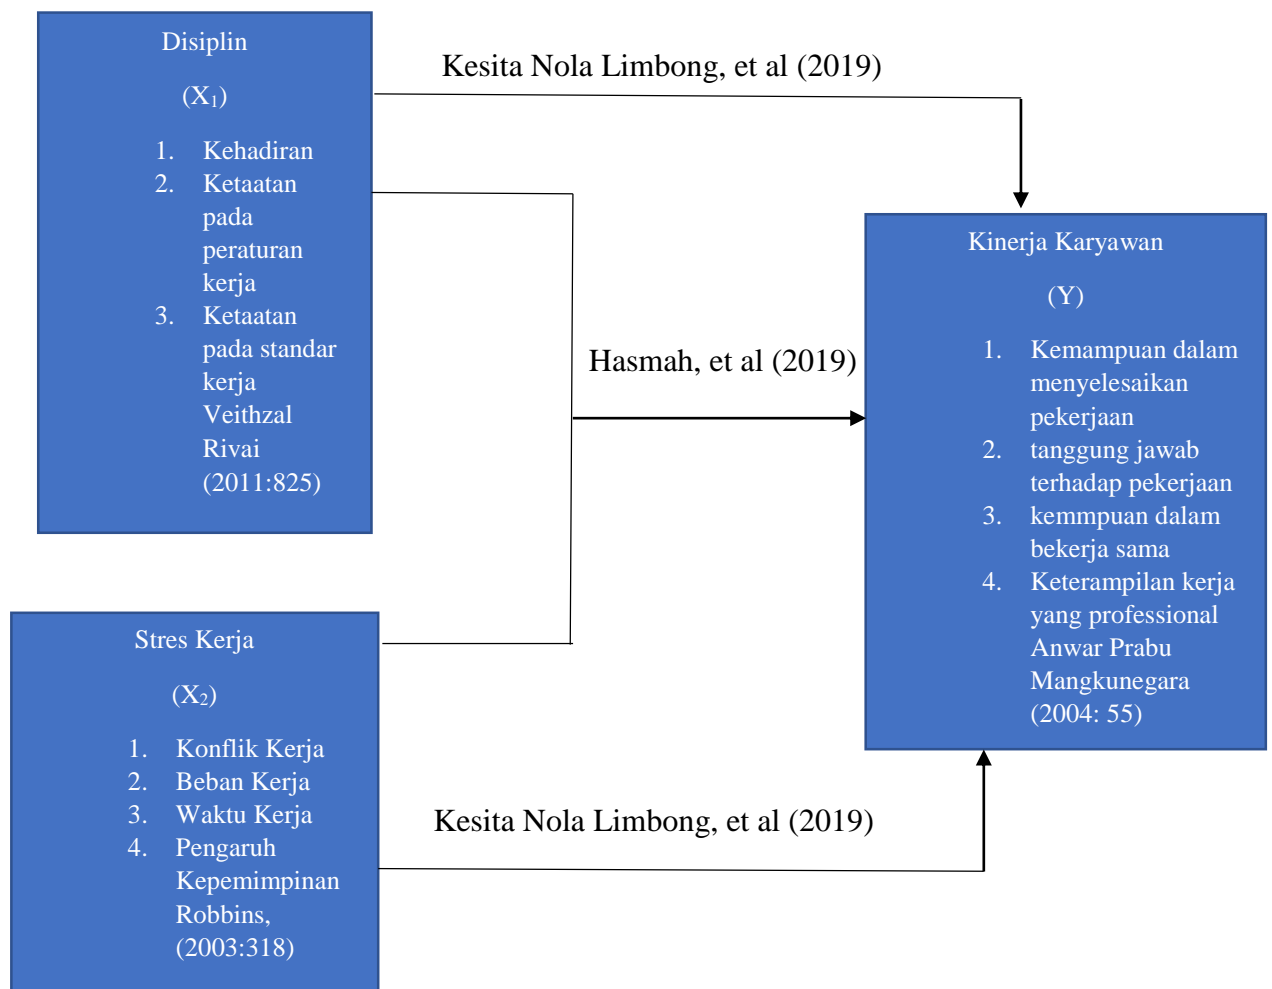 Disiplin
(X₁)
1. Kehadiran
2. Ketaatan
pada
peraturan
kerja
3. Ketaatan
pada standar
kerja
Veithzal
Rivai
(2011:825)
Kesita Nola Limbong, et al (2019)
Hasmah, et al (2019)
Kinerja Karyawan
(Y)
1. Kemampuan dalam
menyelesaikan
pekerjaan
2. tanggung jawab
terhadap pekerjaan
3. kemmpuan dalam
bekerja sama
4. Keterampilan kerja
yang professional
Anwar Prabu
Mangkunegara
(2004: 55)
Stres Kerja
(X₂)
1. Konflik Kerja
2. Beban Kerja
3. Waktu Kerja
4. Pengaruh
Kepemimpinan
Robbins,
(2003:318)
Kesita Nola Limbong, et al (2019)